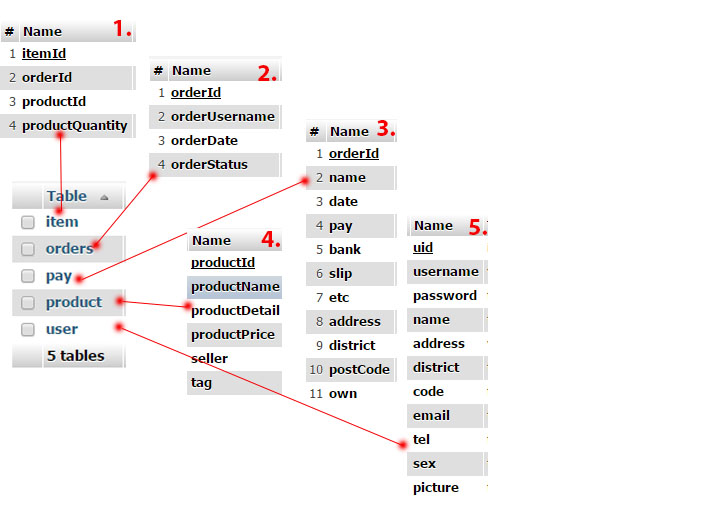 # Name 1.
1 itemId
2 orderId
3 productId
4 productQuantity
# Name 2.
1 orderId
2 orderUsername
3 orderDate
4 orderStatus
# Name 3.
1 orderId
2 name
3 date
4 pay
5 bank
6 slip
7 etc
8 address
9 district
10 postCode
11 own
Table
item
orders
pay
product
user
5 tables
Name 4.
productId
productName
productDetail
productPrice
seller
tag
Name 5.
uid
username
password
name
address
district
code
email
tel
sex
picture